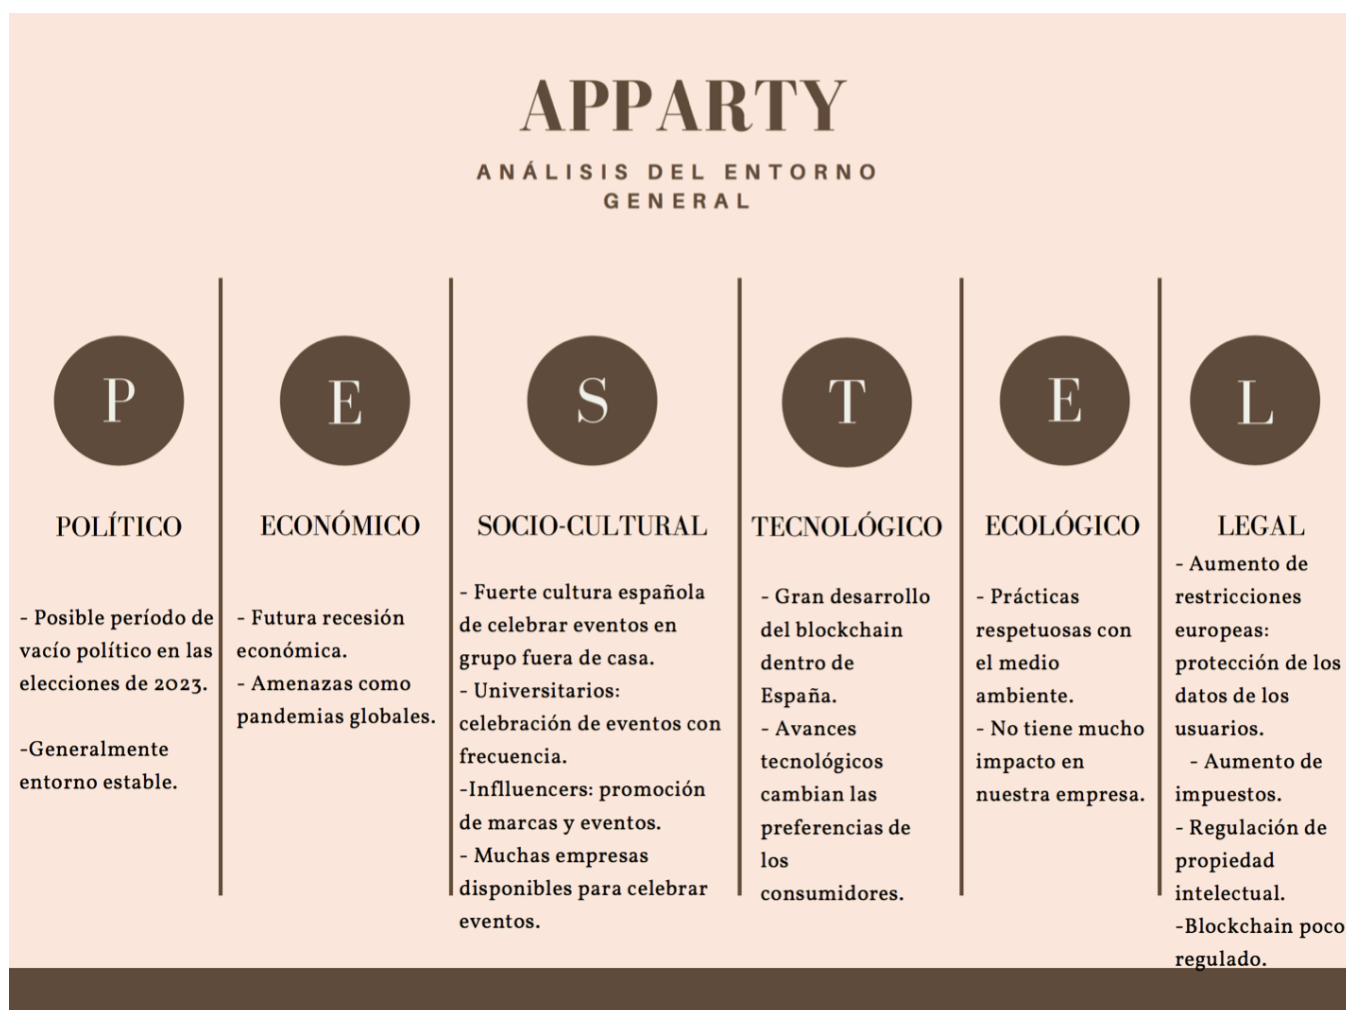 APPARTY
ANÁLISIS DEL ENTORNO
GENERAL
P
POLÍTICO
- Posible período de
vacío político en las
elecciones de 2023.
-Generalmente
entorno estable.
E
ECONÓMICO
- Futura recesión
económica.
- Amenazas como
pandemias globales.
S
SOCIO-CULTURAL
- Fuerte cultura española
de celebrar eventos en
grupo fuera de casa.
- Universitarios:
celebración de eventos con
frecuencia.
-Inflluencers: promoción
de marcas y eventos.
- Muchas empresas
disponibles para celebrar
eventos.
T
TECNOLÓGICO
- Gran desarrollo
del blockchain
dentro de
España.
- Avances
tecnológicos
cambian las
preferencias de
los
consumidores.
E
ECOLÓGICO
- Prácticas
respetuosas con
el medio
ambiente.
- No tiene mucho
impacto en
nuestra empresa.
L
LEGAL
- Aumento de
restricciones
europeas:
protección de los
datos de los
usuarios.
- Aumento de
impuestos.
- Regulación de
propiedad
intelectual.
-Blockchain poco
regulado.